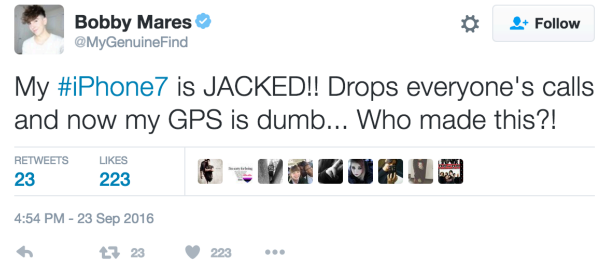 Bobby Mares
Follow
@MyGenuineFind
My #iPhone7 is JACKED!! Drops everyone's calls
and now my GPS is dumb... Who made this?!
RETWEETS LIKES
23 223
4:54 PM - 23 Sep 2016
23 223